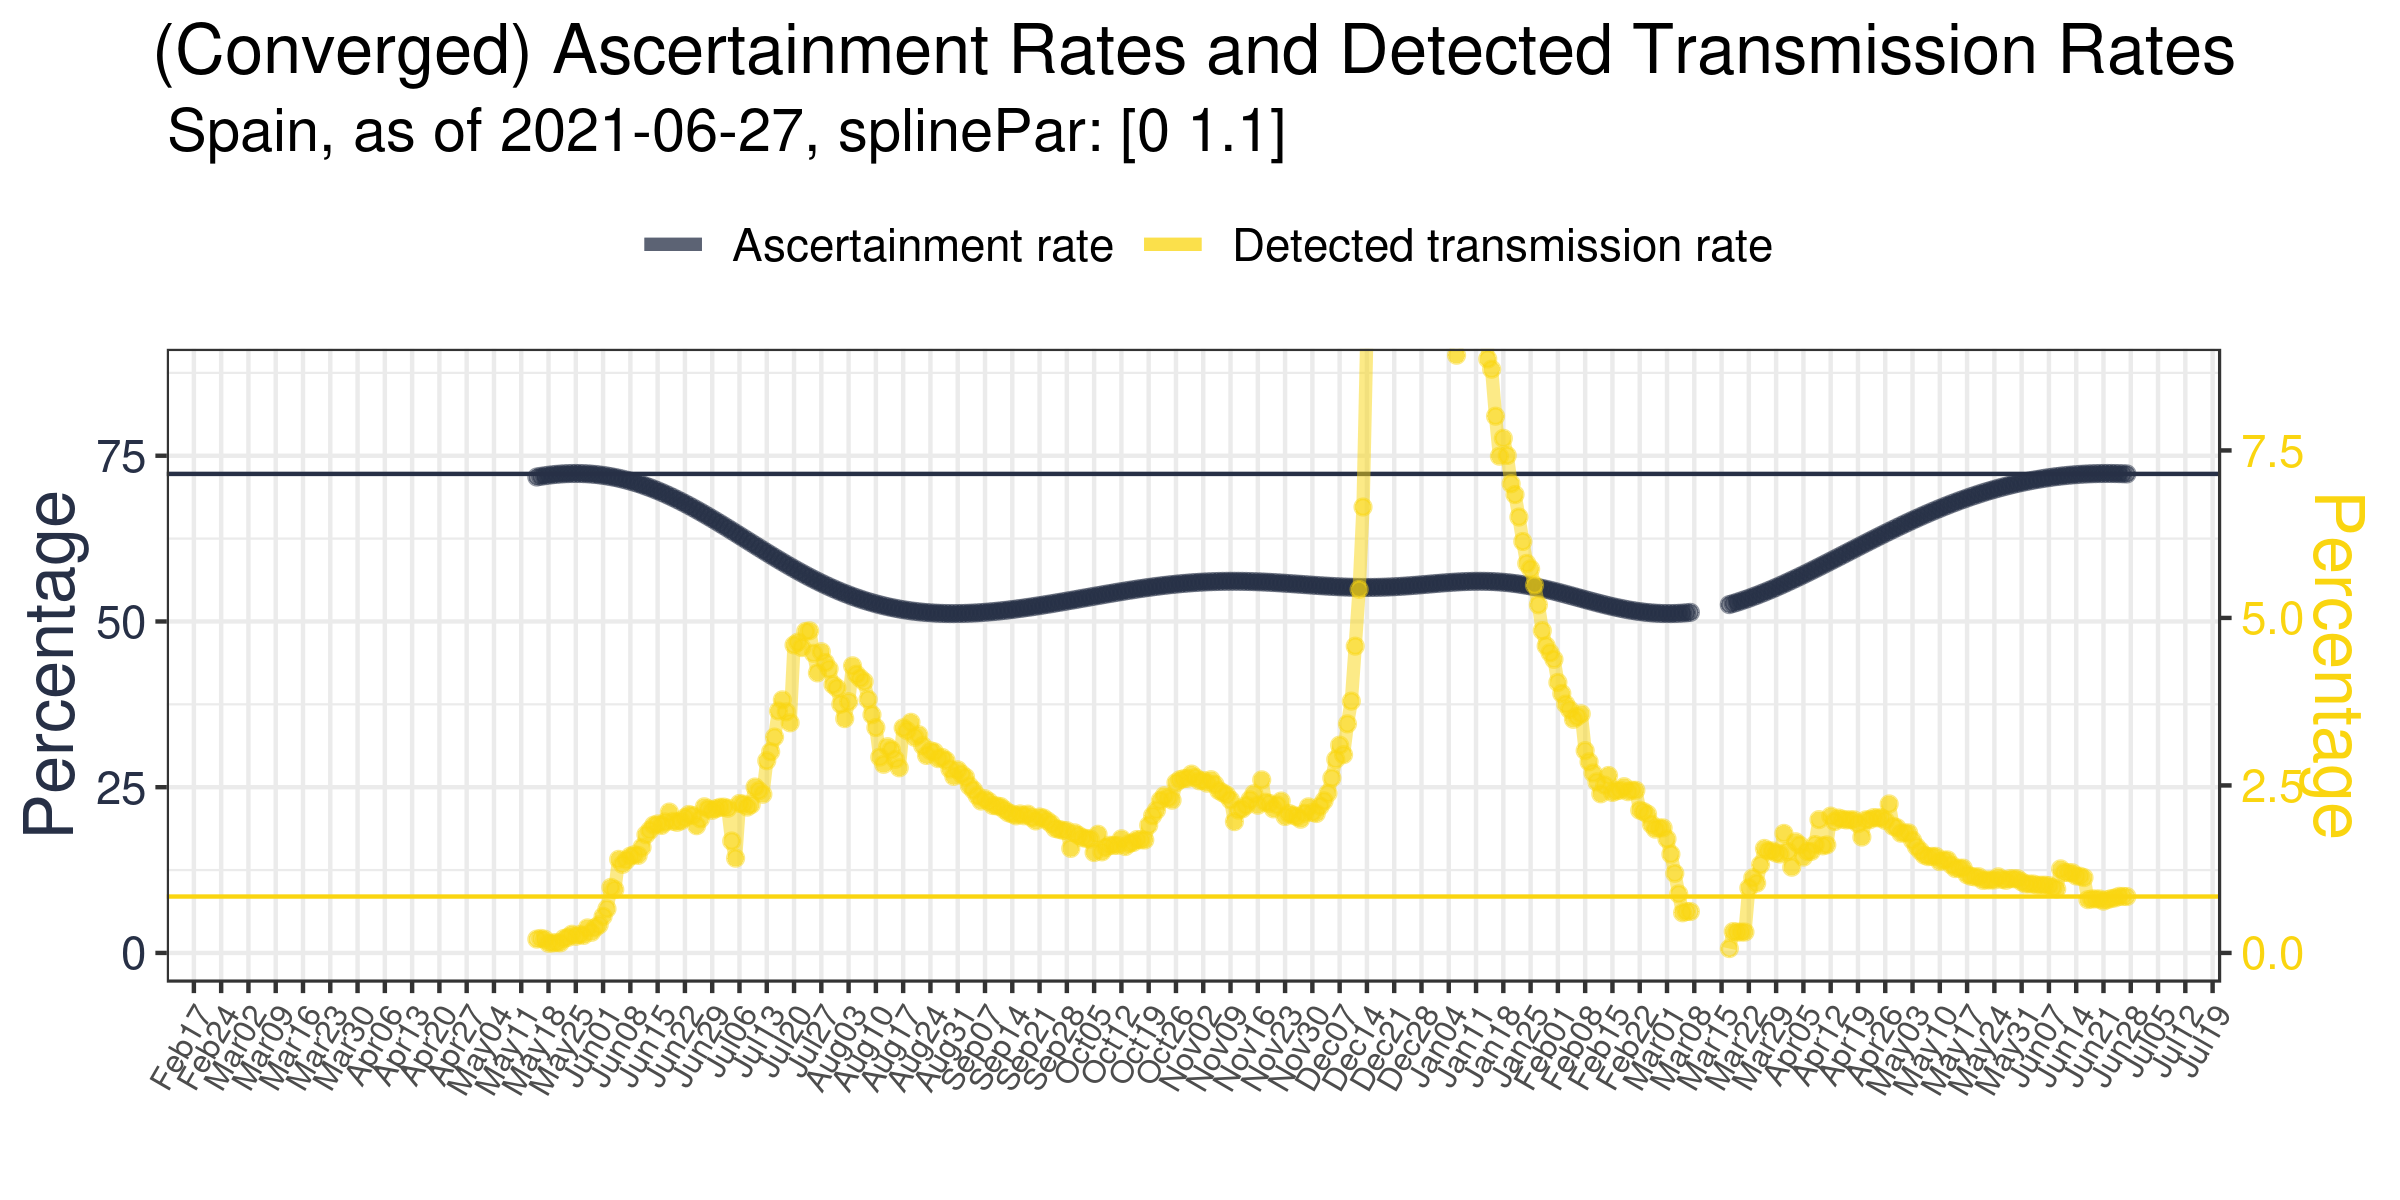 (Converged) Ascertainment Rates and Detected Transmission Rates
Spain, as of 2021-06-27, splinePar: [0 1.1]
Ascertainment rate
Detected transmission rate
Percentage
75
50
25
0
7.5
5.0
2.5
0.0
Percentage
Feb17
Feb24
Mar02
Mar09
Mar16
Mar23
Mar30
Apr06
Apr13
Apr20
Apr27
May04
May11
May18
May25
Jun01
Jun08
Jun15
Jun22
Jun29
Jul06
Jul13
Jul20
Jul27
Aug03
Aug10
Aug17
Aug24
Aug31
Sep07
Sep14
Sep21
Sep28
Oct05
Oct12
Oct19
Oct26
Nov02
Nov09
Nov16
Nov23
Nov30
Dec07
Dec14
Dec21
Dec28
Jan04
Jan11
Jan18
Jan25
Feb01
Feb08
Feb15
Feb22
Mar01
Mar08
Mar15
Mar22
Mar29
Apr05
Apr12
Apr19
Apr26
May03
May10
May17
May24
May31
Jun07
Jun14
Jun21
Jun28
Jul05
Jul12
Jul19